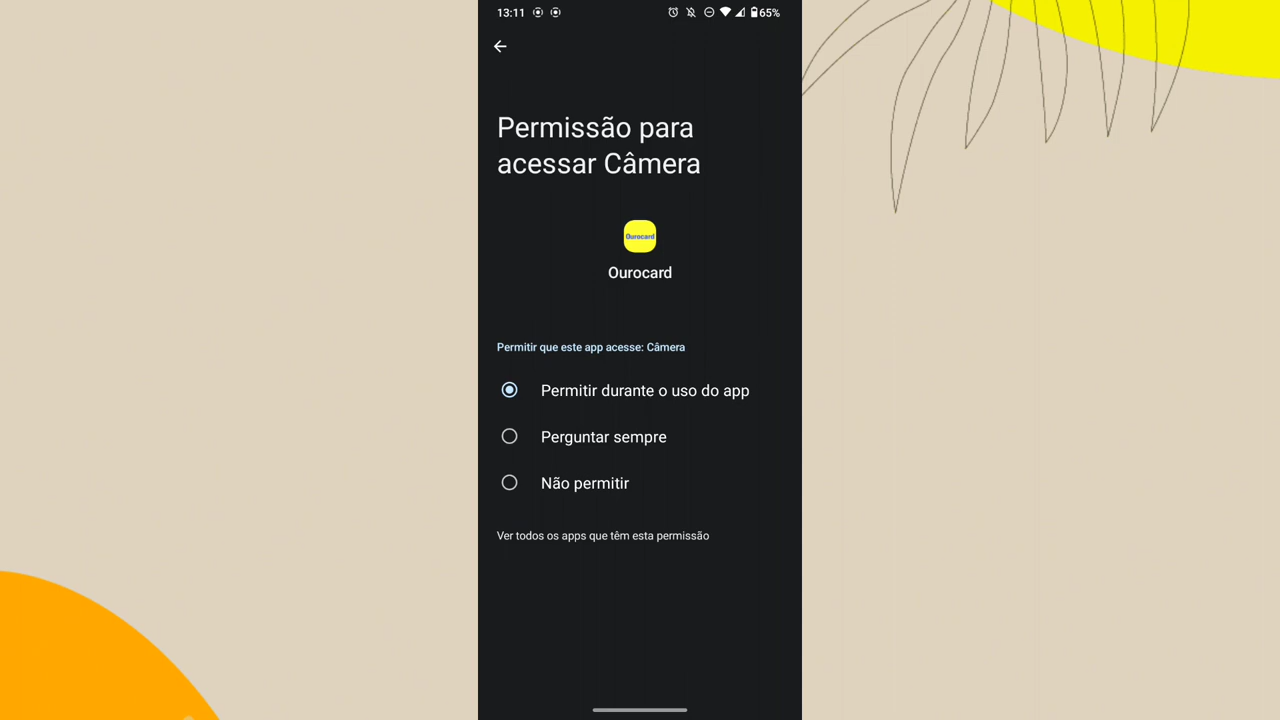 13:11
65%
Permissão para
acessar Câmera
Ourocard
Ourocard
Permitir que este app acesse: Câmera
Permitir durante o uso do app
Perguntar sempre
Não permitir
Ver todos os apps que têm esta permissão